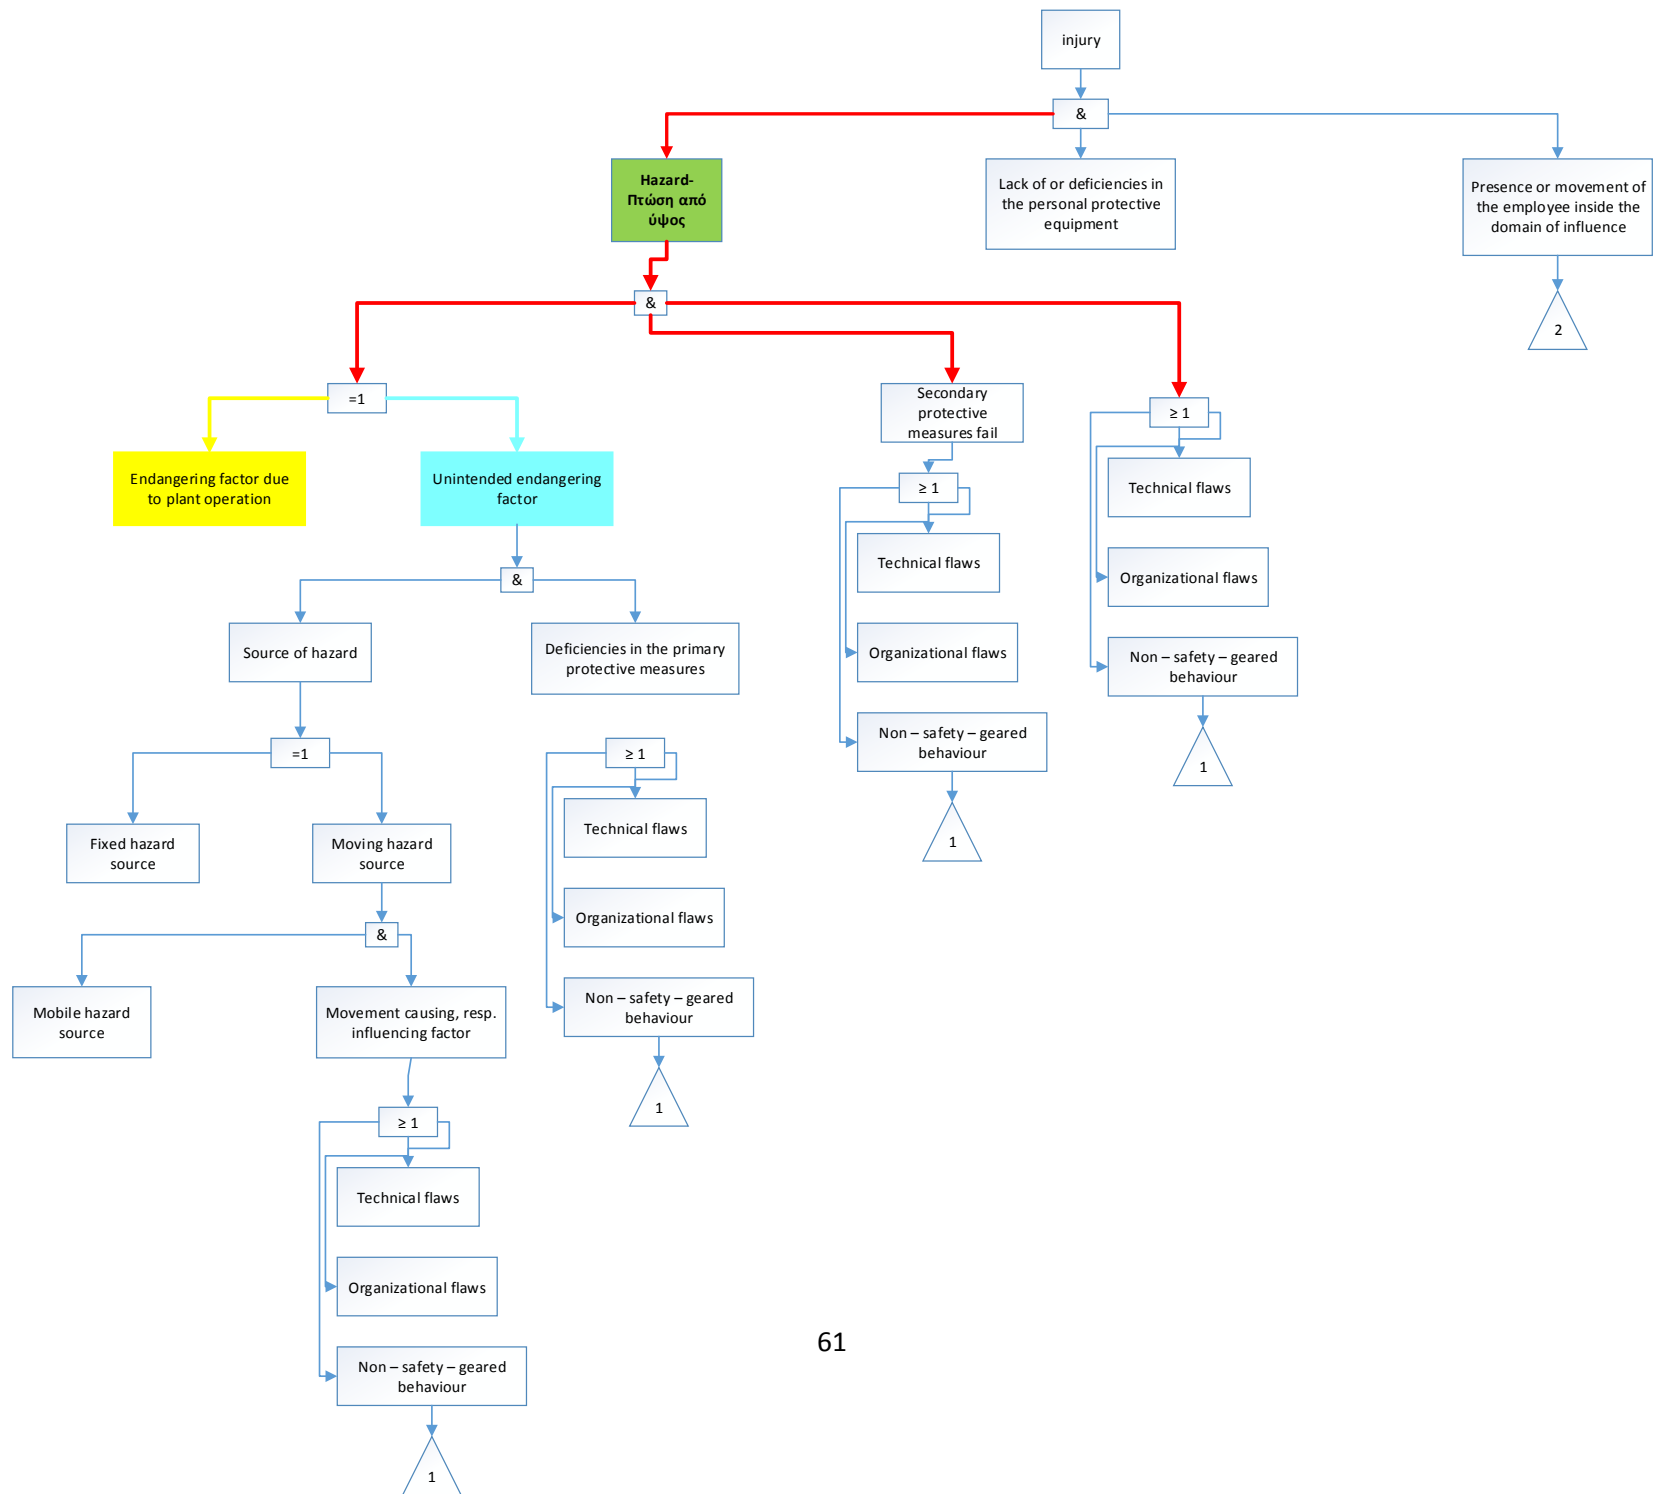 injury
&
Hazard-
Πτώση από
ύψος
Lack of or deficiencies in
the personal protective
equipment
Presence or movement of
the employee inside the
domain of influence
&
2
=1
Secondary
protective
measures fail
≥ 1
Endangering factor due
to plant operation
Unintended endangering
factor
≥ 1
Technical flaws
Technical flaws
Organizational flaws
&
Source of hazard
Deficiencies in the primary
protective measures
Organizational flaws
Non – safety – geared
behaviour
=1
≥ 1
Non – safety – geared
behaviour
1
Fixed hazard
source
Moving hazard
source
Technical flaws
1
Organizational flaws
&
Mobile hazard
source
Movement causing, resp.
influencing factor
Non – safety – geared
behaviour
1
≥ 1
Technical flaws
Organizational flaws
61
Non – safety – geared
behaviour
1